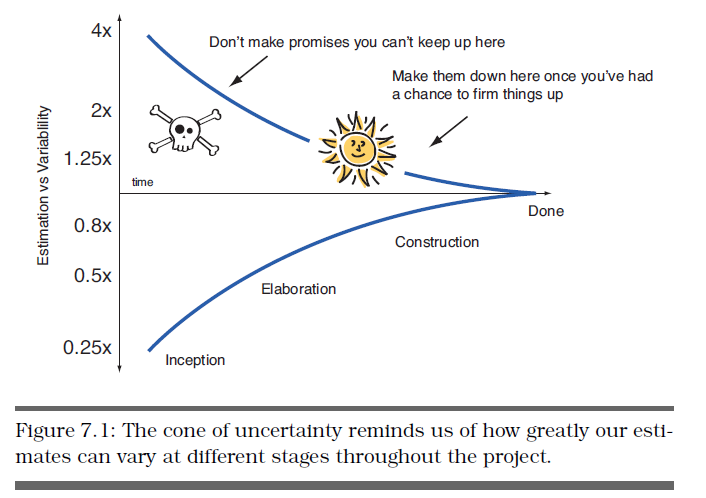 4x
Don't make promises you can't keep up here
Make them down here once you've had
a chance to firm things up
2x
1.25x
Estimation vs Variability
time
0.8x
Done
Construction
0.5x
Elaboration
0.25x
Inception
Figure 7.1: The cone of uncertainty reminds us of how greatly our esti-
mates can vary at different stages throughout the project.